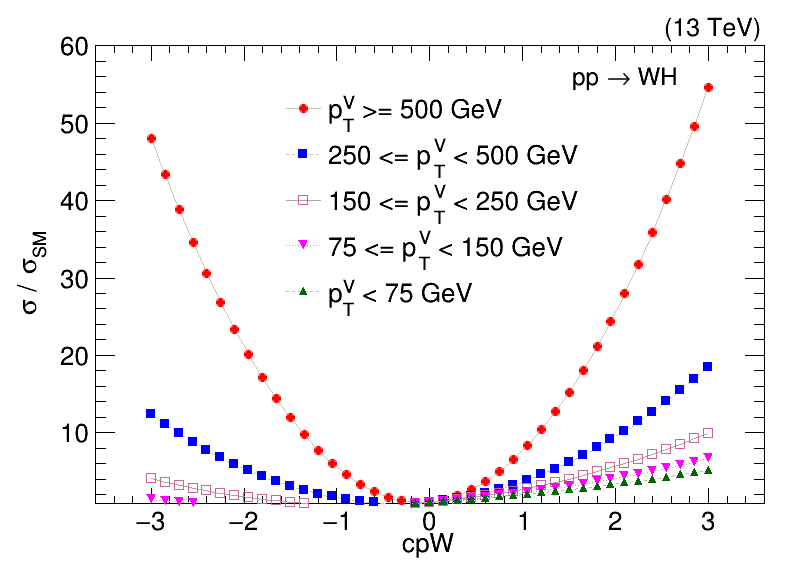 (13 TeV)
60
pp → WH
p_T^V >= 500 GeV
50
250 <= p_T^V < 500 GeV
40
150 <= p_T^V < 250 GeV
75 <= p_T^V < 150 GeV
30
p_T^V < 75 GeV
σ / σ_SM
20
10
−3 −2 −1 0 1 2 3
cpW